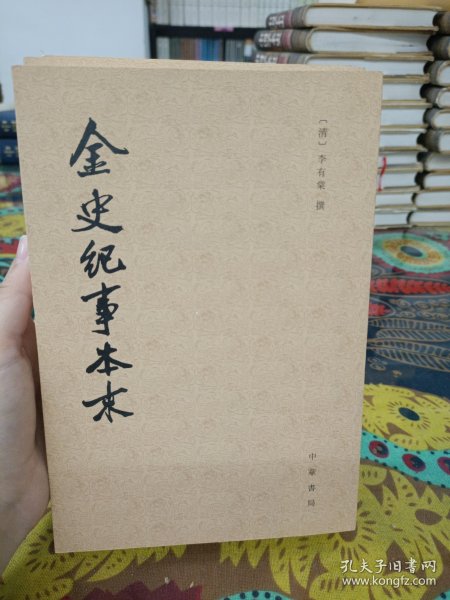 金史纪事本末
〔清〕李有棠 撰
中華書局
孔夫子旧书网
www.kongfz.com